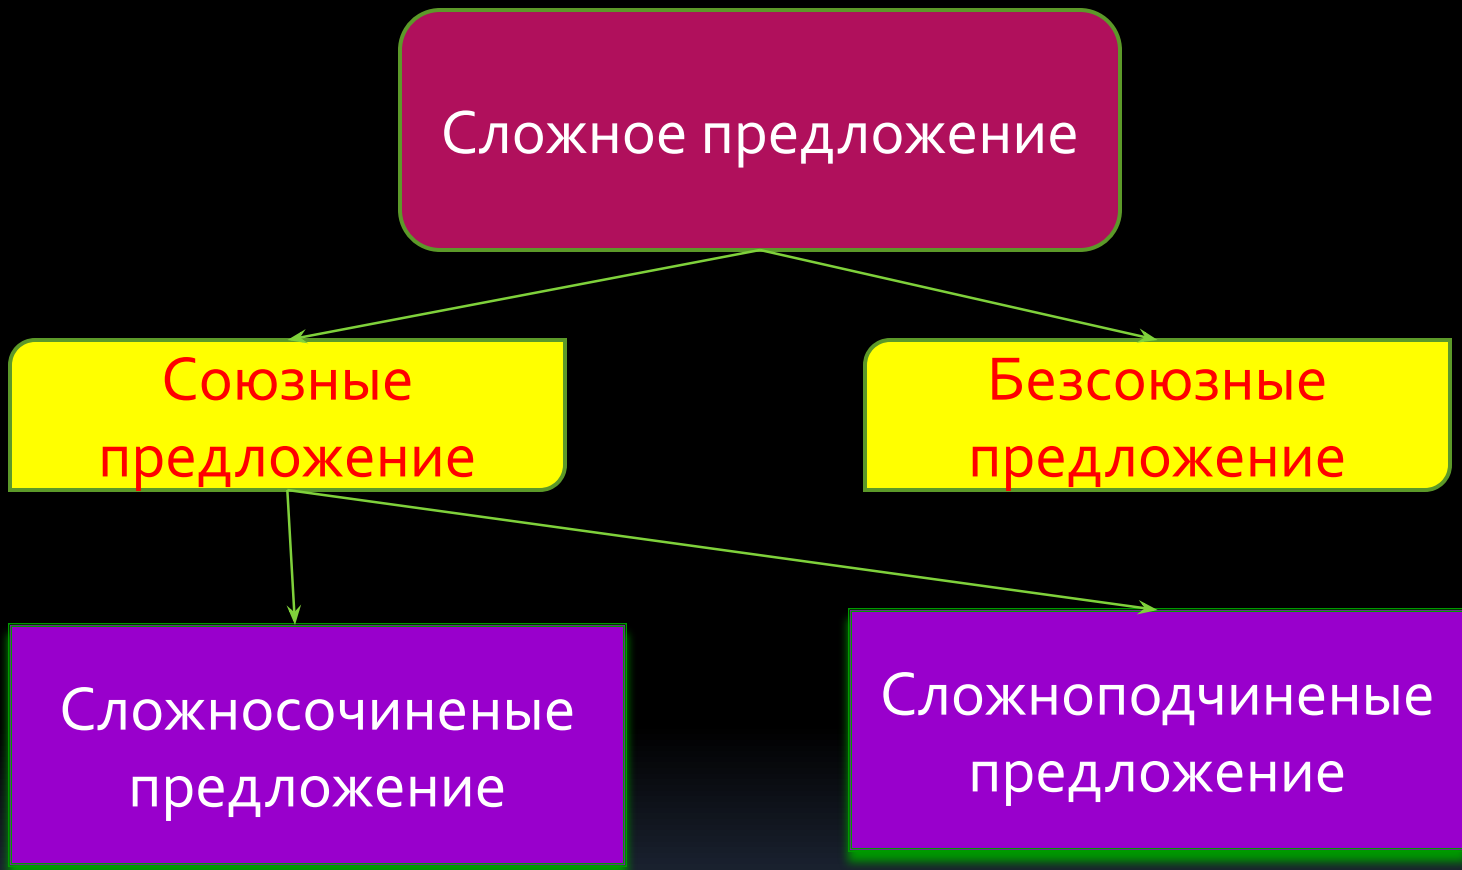 Сложное предложение
Союзные
предложение
Безсоюзные
предложение
Сложносочиненые
предложение
Сложноподчиненые
предложение